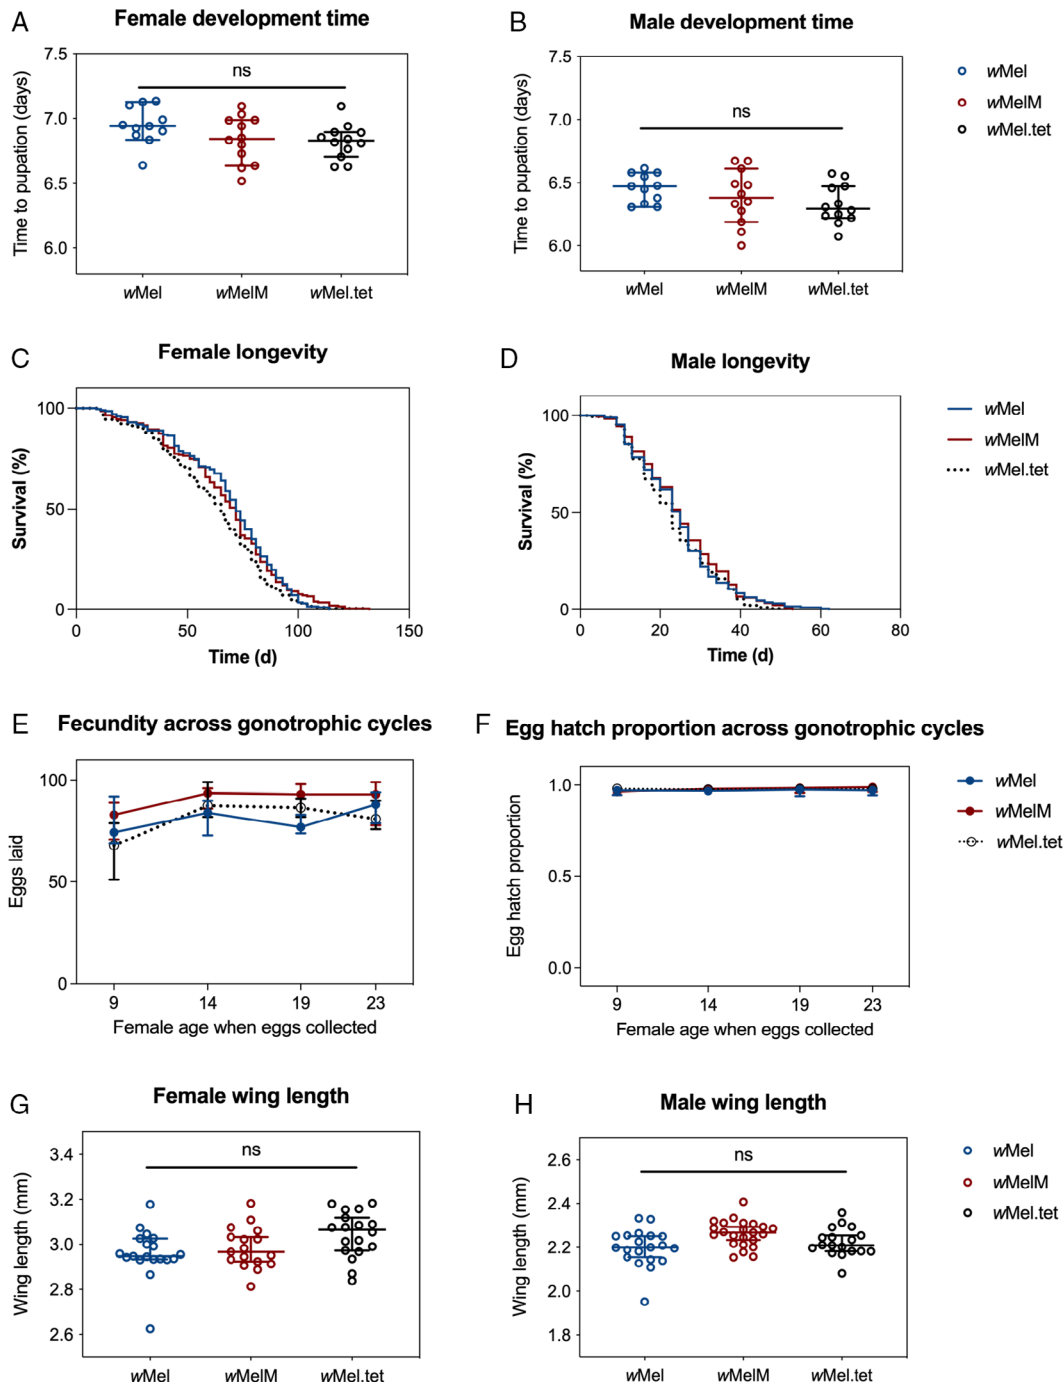 A Female development time
Time to pupation (days)
7.5
7.0
6.5
6.0
ns
wMel wMelM wMel.tet
B Male development time
Time to pupation (days)
7.5
7.0
6.5
6.0
ns
wMel wMelM wMel.tet
wMel
wMelM
wMel.tet
C Female longevity
Survival (%)
100
50
0
0 50 100 150
Time (d)
D Male longevity
Survival (%)
100
50
0
0 20 40 60 80
Time (d)
wMel
wMelM
wMel.tet
E Fecundity across gonotrophic cycles
Eggs laid
100
50
0
9 14 19 23
Female age when eggs collected
F Egg hatch proportion across gonotrophic cycles
Egg hatch proportion
1.0
0.5
0.0
9 14 19 23
Female age when eggs collected
wMel
wMelM
wMel.tet
G Female wing length
Wing length (mm)
3.4
3.2
3.0
2.8
2.6
ns
wMel wMelM wMel.tet
H Male wing length
Wing length (mm)
2.6
2.4
2.2
2.0
1.8
ns
wMel wMelM wMel.tet
wMel
wMelM
wMel.tet